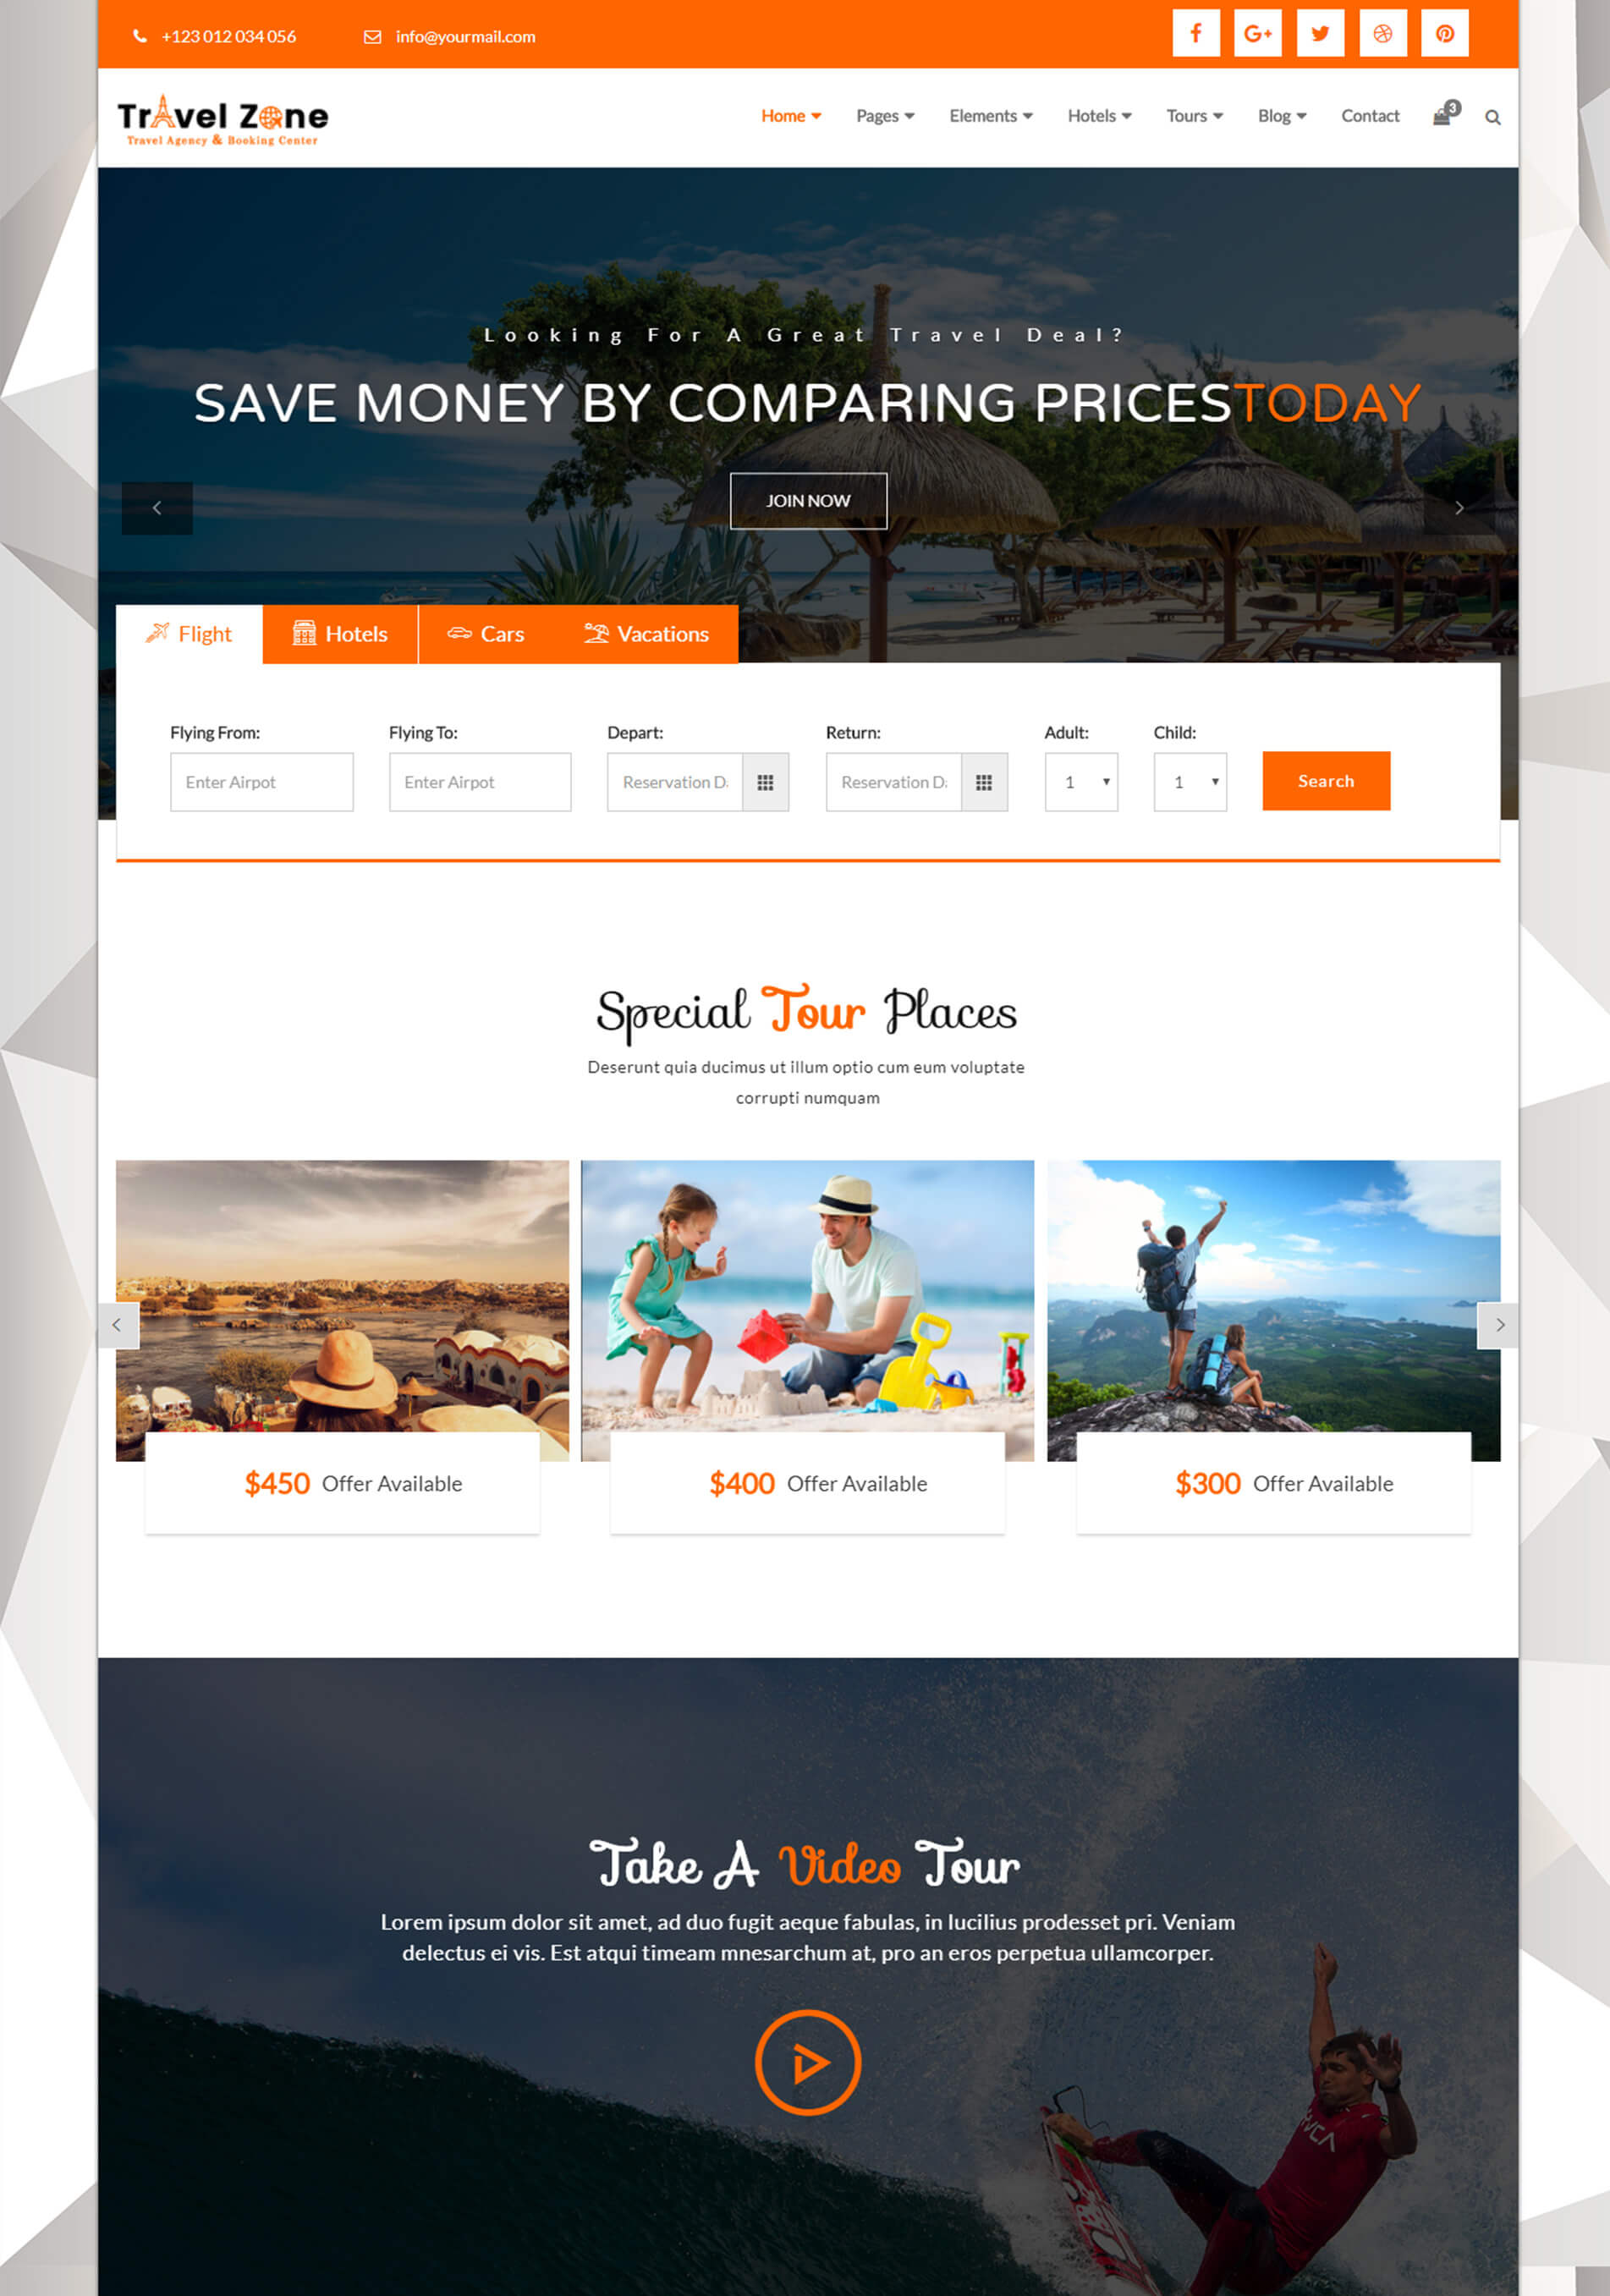 +123 012 034 056 info@yourmail.com
Travel Zone
Travel Agency & Booking Center
Home Pages Elements Hotels Tours Blog Contact 3
Looking For A Great Travel Deal?
SAVE MONEY BY COMPARING PRICESTODAY
JOIN NOW
Flight Hotels Cars Vacations
Flying From: Flying To: Depart: Return: Adult: Child:
Enter Airpot Enter Airpot Reservation D Reservation D 1 1 Search
Special Tour Places
Deserunt quia ducimus ut illum optio cum eum voluptate
corrupti numquam
$450 Offer Available $400 Offer Available $300 Offer Available
Take A Video Tour
Lorem ipsum dolor sit amet, ad duo fugit aeque fabulas, in lucilius prodesset pri. Veniam
delectus ei vis. Est atqui timeam mnesarchum at, pro an eros perpetua ullamcorper.
RVCA